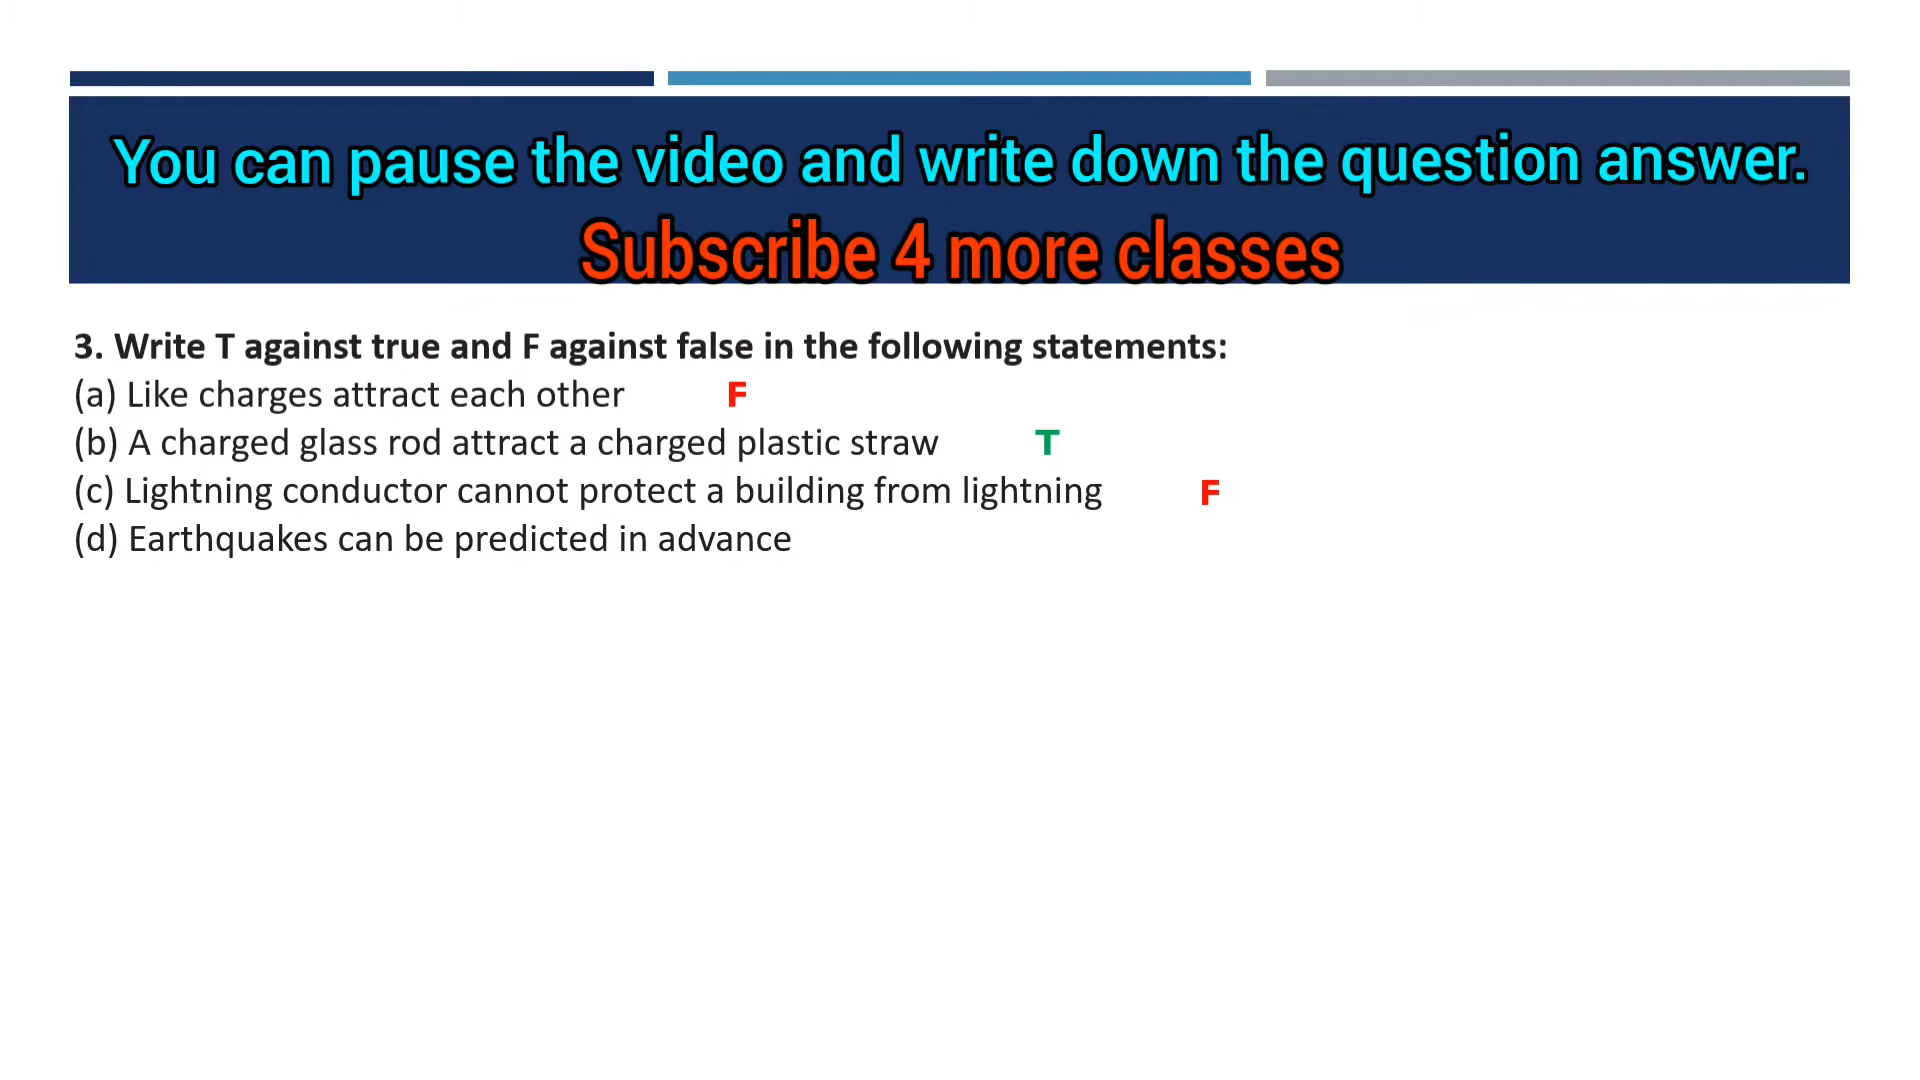 You can pause the video and write down the question answer.
Subscribe 4 more classes
3. Write T against true and F against false in the following statements:
(a) Like charges attract each other F
(b) A charged glass rod attract a charged plastic straw T
(c) Lightning conductor cannot protect a building from lightning F
(d) Earthquakes can be predicted in advance